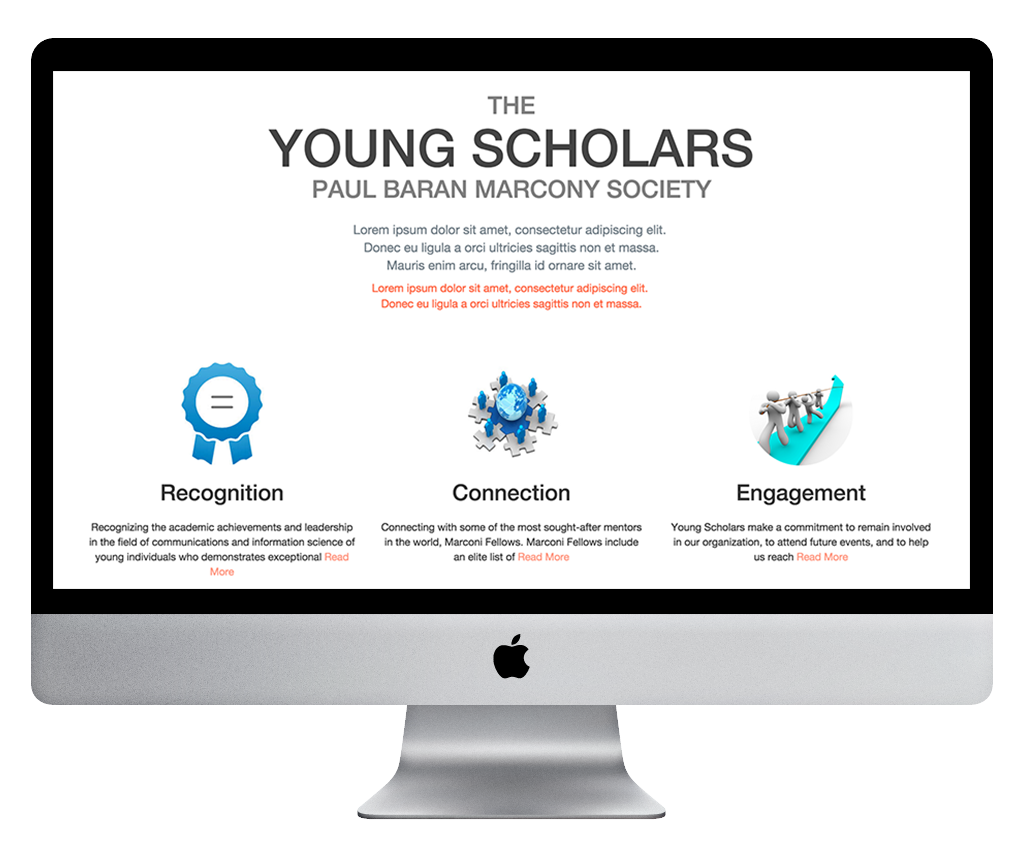 THE
YOUNG SCHOLARS
PAUL BARAN MARCONY SOCIETY
Lorem ipsum dolor sit amet, consectetur adipiscing elit.
Donec eu ligula a orci ultricies sagittis non et massa.
Mauris enim arcu, fringilla id ornare sit amet.
Lorem ipsum dolor sit amet, consectetur adipiscing elit.
Donec eu ligula a orci ultricies sagittis non et massa.
Recognition
Recognizing the academic achievements and leadership
in the field of communications and information science of
young individuals who demonstrates exceptional Read
More
Connection
Connecting with some of the most sought-after mentors
in the world, Marconi Fellows. Marconi Fellows include
an elite list of Read More
Engagement
Young Scholars make a commitment to remain involved
in our organization, to attend future events, and to help
us reach Read More